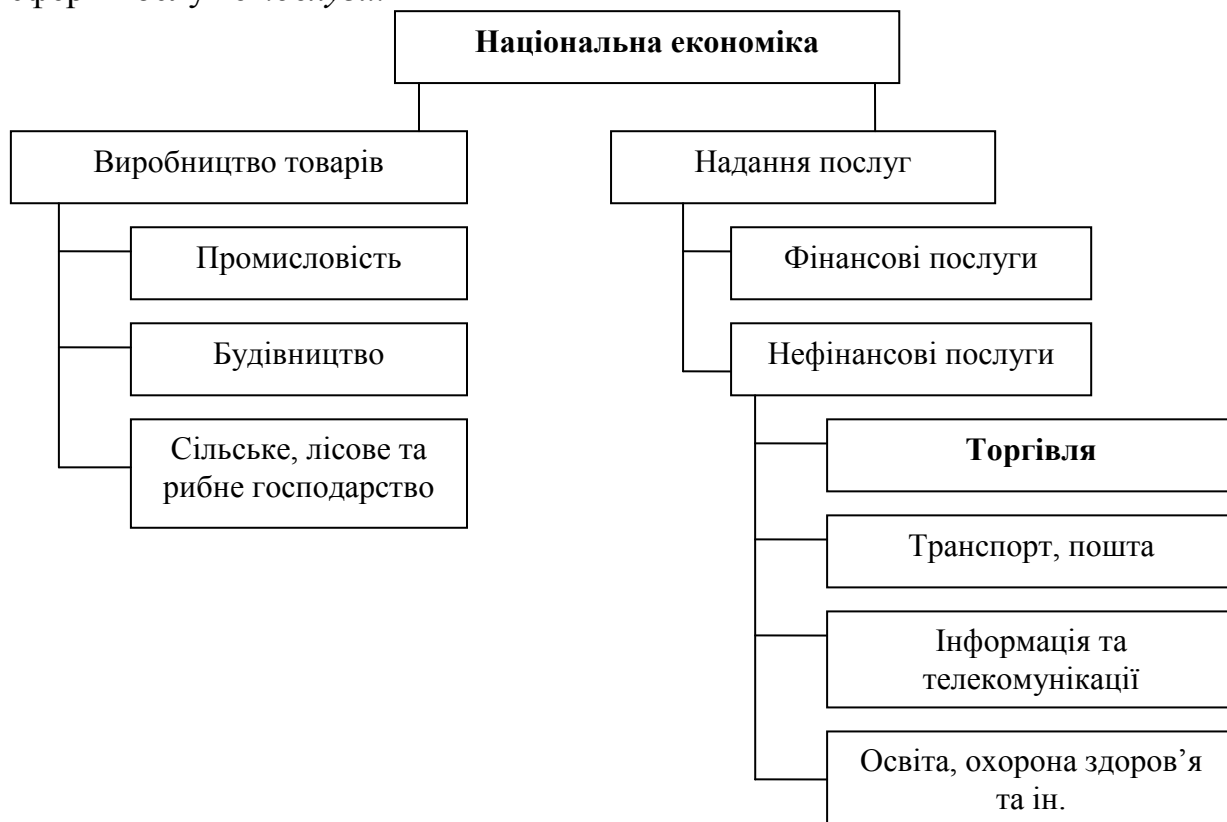 Національна економіка
Виробництво товарів
Надання послуг
Промисловість
Фінансові послуги
Будівництво
Нефінансові послуги
Сільське, лісове та
рибне господарство
Торгівля
Транспорт, пошта
Інформація та
телекомунікації
Освіта, охорона здоров’я
та ін.